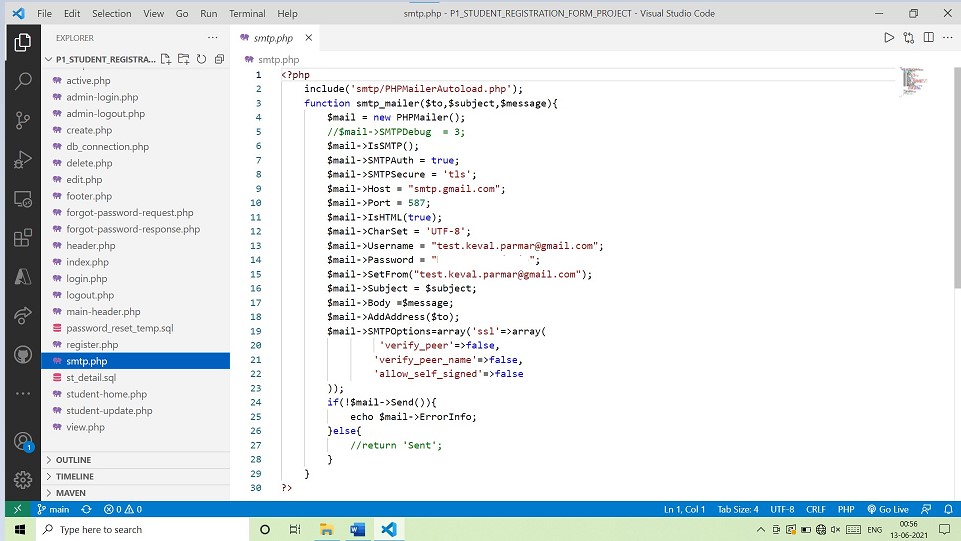 File Edit Selection View Go Run Terminal Help
smtp.php - P1_STUDENT_REGISTRATION_FORM_PROJECT - Visual Studio Code
EXPLORER
P1_STUDENT_REGISTRA...
active.php
admin-login.php
admin-logout.php
create.php
db_connection.php
delete.php
edit.php
footer.php
forgot-password-request.php
forgot-password-response.php
header.php
index.php
login.php
logout.php
main-header.php
password_reset_temp.sql
register.php
smtp.php
st_detail.sql
student-home.php
student-update.php
view.php
OUTLINE
TIMELINE
MAVEN
smtp.php
smtp.php
1 <?php
2 include('smtp/PHPMailerAutoload.php');
3 function smtp_mailer($to,$subject,$message){
4 $mail = new PHPMailer();
5 //$mail->SMTPDebug = 3;
6 $mail->IsSMTP();
7 $mail->SMTPAuth = true;
8 $mail->SMTPSecure = 'tls';
9 $mail->Host = "smtp.gmail.com";
10 $mail->Port = 587;
11 $mail->IsHTML(true);
12 $mail->CharSet = 'UTF-8';
13 $mail->Username = "test.keval.parmar@gmail.com";
14 $mail->Password = " ";
15 $mail->SetFrom("test.keval.parmar@gmail.com");
16 $mail->Subject = $subject;
17 $mail->Body =$message;
18 $mail->AddAddress($to);
19 $mail->SMTPOptions=array('ssl'=>array(
20 'verify_peer'=>false,
21 'verify_peer_name'=>false,
22 'allow_self_signed'=>false
23 ));
24 if(!$mail->Send()){
25 echo $mail->ErrorInfo;
26 }else{
27 //return 'Sent';
28 }
29 }
30 ?>
1
main 0 0 Ln 1, Col 1 Tab Size: 4 UTF-8 CRLF PHP Go Live
Type here to search
ENG
00:56
13-06-2021